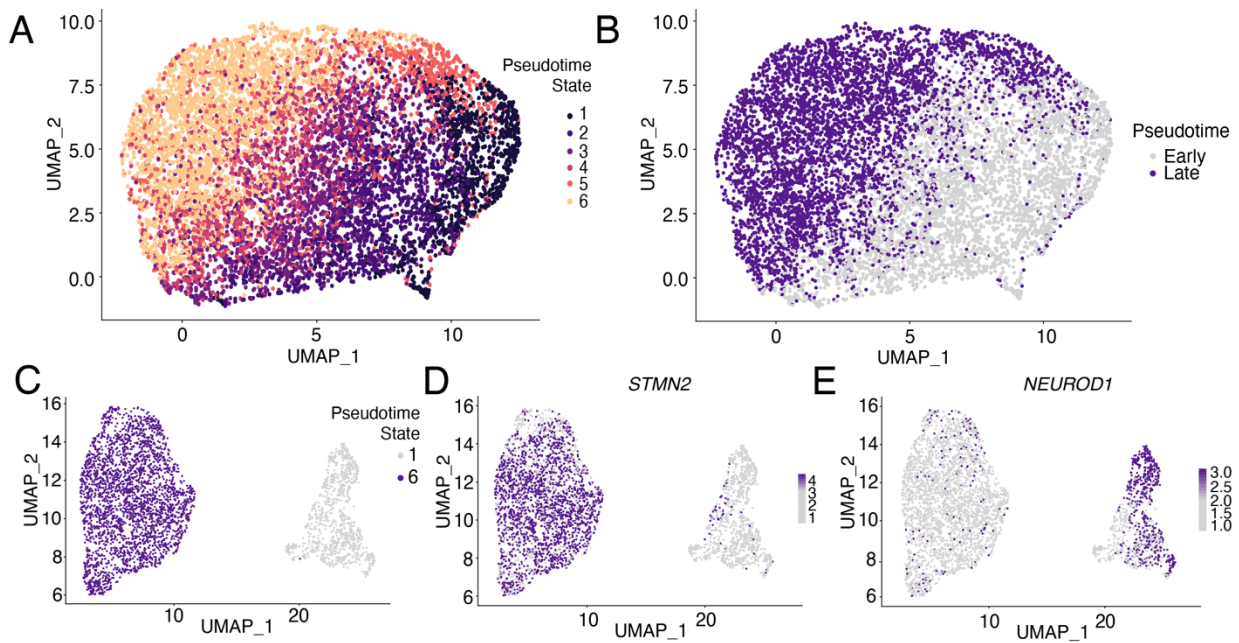 A
10.0
7.5
5.0
2.5
0.0
UMAP_2
0
5
10
UMAP_1
Pseudotime
State
1
2
3
4
5
6
B
10.0
7.5
5.0
2.5
0.0
UMAP_2
0
5
10
UMAP_1
Pseudotime
Early
Late
C
16
14
12
10
8
6
UMAP_2
10
20
UMAP_1
Pseudotime
State
1
6
D
STMN2
16
14
12
10
8
6
UMAP_2
10
20
UMAP_1
4
3
2
1
E
NEUROD1
16
14
12
10
8
6
UMAP_2
10
20
UMAP_1
3.0
2.5
2.0
1.5
1.0